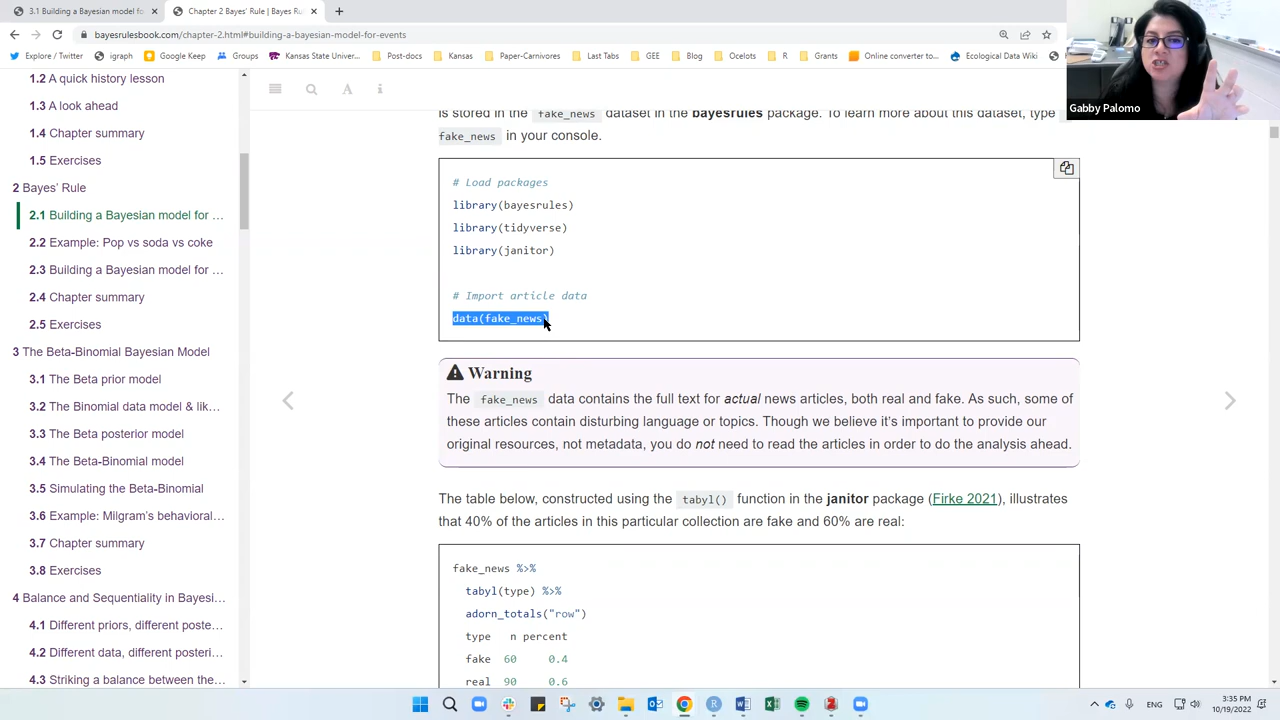 3.1 Building a Bayesian model fo
Chapter 2 Bayes' Rule | Bayes Ru
bayesrulesbook.com/chapter-2.html#building-a-bayesian-model-for-events
Explore / Twitter
igraph
Google Keep
Kansas State Univer...
Post-docs
Kansas
Paper-Carnivores
Last Tabs
GEE
Blog
Ocelots
R
Grants
Online converter to...
Ecological Data Wiki
Gabby Palomo
1.2 A quick history lesson
1.3 A look ahead
1.4 Chapter summary
1.5 Exercises
2 Bayes' Rule
2.1 Building a Bayesian model for ...
2.2 Example: Pop vs soda vs coke
2.3 Building a Bayesian model for ...
2.4 Chapter summary
2.5 Exercises
3 The Beta-Binomial Bayesian Model
3.1 The Beta prior model
3.2 The Binomial data model & lik...
3.3 The Beta posterior model
3.4 The Beta-Binomial model
3.5 Simulating the Beta-Binomial
3.6 Example: Milgram's behavioral...
3.7 Chapter summary
3.8 Exercises
4 Balance and Sequentiality in Bayesi...
4.1 Different priors, different poste...
4.2 Different data, different posteri...
4.3 Striking a balance between the...
is stored in the fake_news dataset in the bayesrules package. To learn more about this dataset, type
fake_news in your console.
# Load packages
library(bayesrules)
library(tidyverse)
library(janitor)
# Import article data
data(fake_news)
Warning
The fake_news data contains the full text for actual news articles, both real and fake. As such, some of
these articles contain disturbing language or topics. Though we believe it's important to provide our
original resources, not metadata, you do not need to read the articles in order to do the analysis ahead.
The table below, constructed using the tabyl() function in the janitor package (Firke 2021), illustrates
that 40% of the articles in this particular collection are fake and 60% are real:
fake_news %>%
tabyl(type) %>%
adorn_totals("row")
type n percent
fake 60 0.4
real 90 0.6
ENG
3:35 PM
10/19/2022